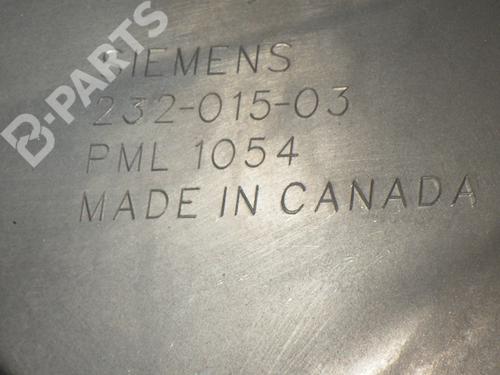 B-PARTS
SIEMENS
232-015-03
PML 1054
MADE IN CANADA